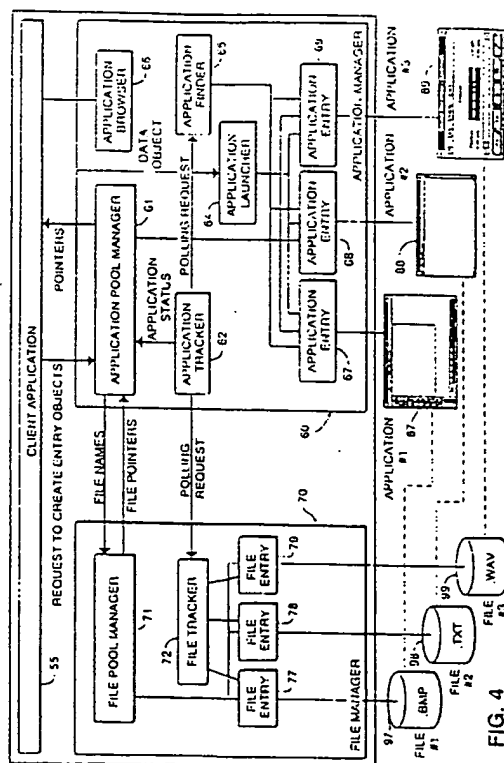 CLIENT APPLICATION
55
REQUEST TO CREATE ENTRY OBJECTS
POINTERS
FILE POOL MANAGER
71
FILE NAMES
FILE POINTERS
APPLICATION POOL MANAGER
61
APPLICATION BROWSER
66
DATA OBJECT
APPLICATION STATUS
FILE TRACKER
72
POLLING REQUEST
APPLICATION TRACKER
62
POLLING REQUEST
APPLICATION FINDER
65
APPLICATION LAUNCHER
64
FILE ENTRY
77
FILE ENTRY
78
FILE ENTRY
79
70
FILE MANAGER
60
APPLICATION ENTRY
67
APPLICATION ENTRY
68
APPLICATION ENTRY
69
APPLICATION MANAGER
APPLICATION #1
87
APPLICATION #2
APPLICATION #3
89
97
.BMP
FILE #1
98
.TXT
FILE #2
99
.WAV
FILE #3
FIG. 4